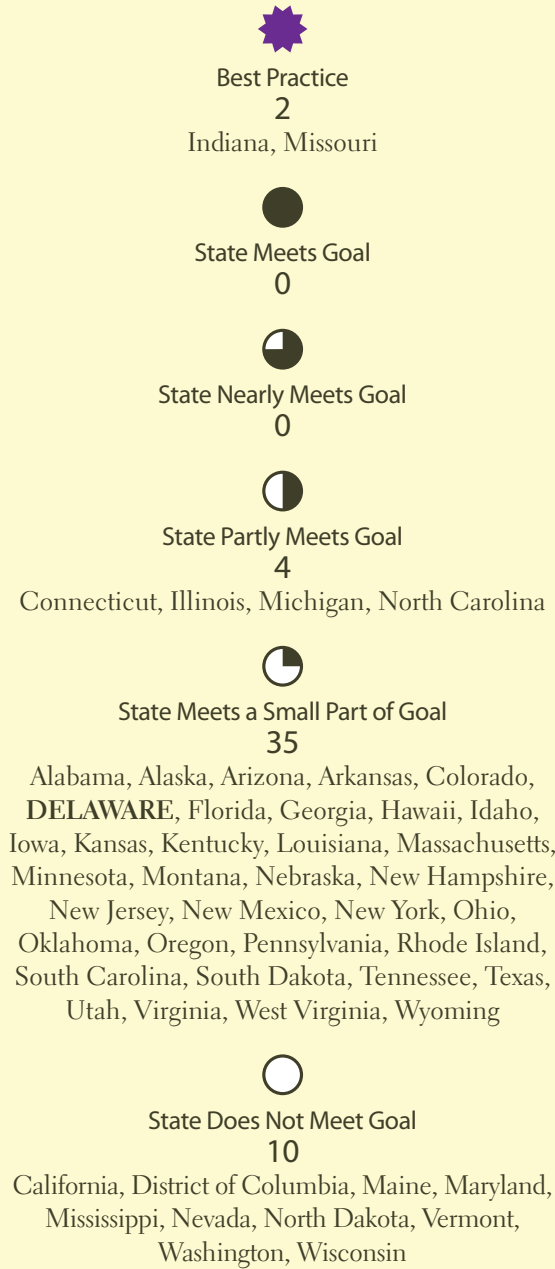 Best Practice
2
Indiana, Missouri
State Meets Goal
0
State Nearly Meets Goal
0
State Partly Meets Goal
4
Connecticut, Illinois, Michigan, North Carolina
State Meets a Small Part of Goal
35
Alabama, Alaska, Arizona, Arkansas, Colorado,
DELAWARE, Florida, Georgia, Hawaii, Idaho,
Iowa, Kansas, Kentucky, Louisiana, Massachusetts,
Minnesota, Montana, Nebraska, New Hampshire,
New Jersey, New Mexico, New York, Ohio,
Oklahoma, Oregon, Pennsylvania, Rhode Island,
South Carolina, South Dakota, Tennessee, Texas,
Utah, Virginia, West Virginia, Wyoming
State Does Not Meet Goal
10
California, District of Columbia, Maine, Maryland,
Mississippi, Nevada, North Dakota, Vermont,
Washington, Wisconsin